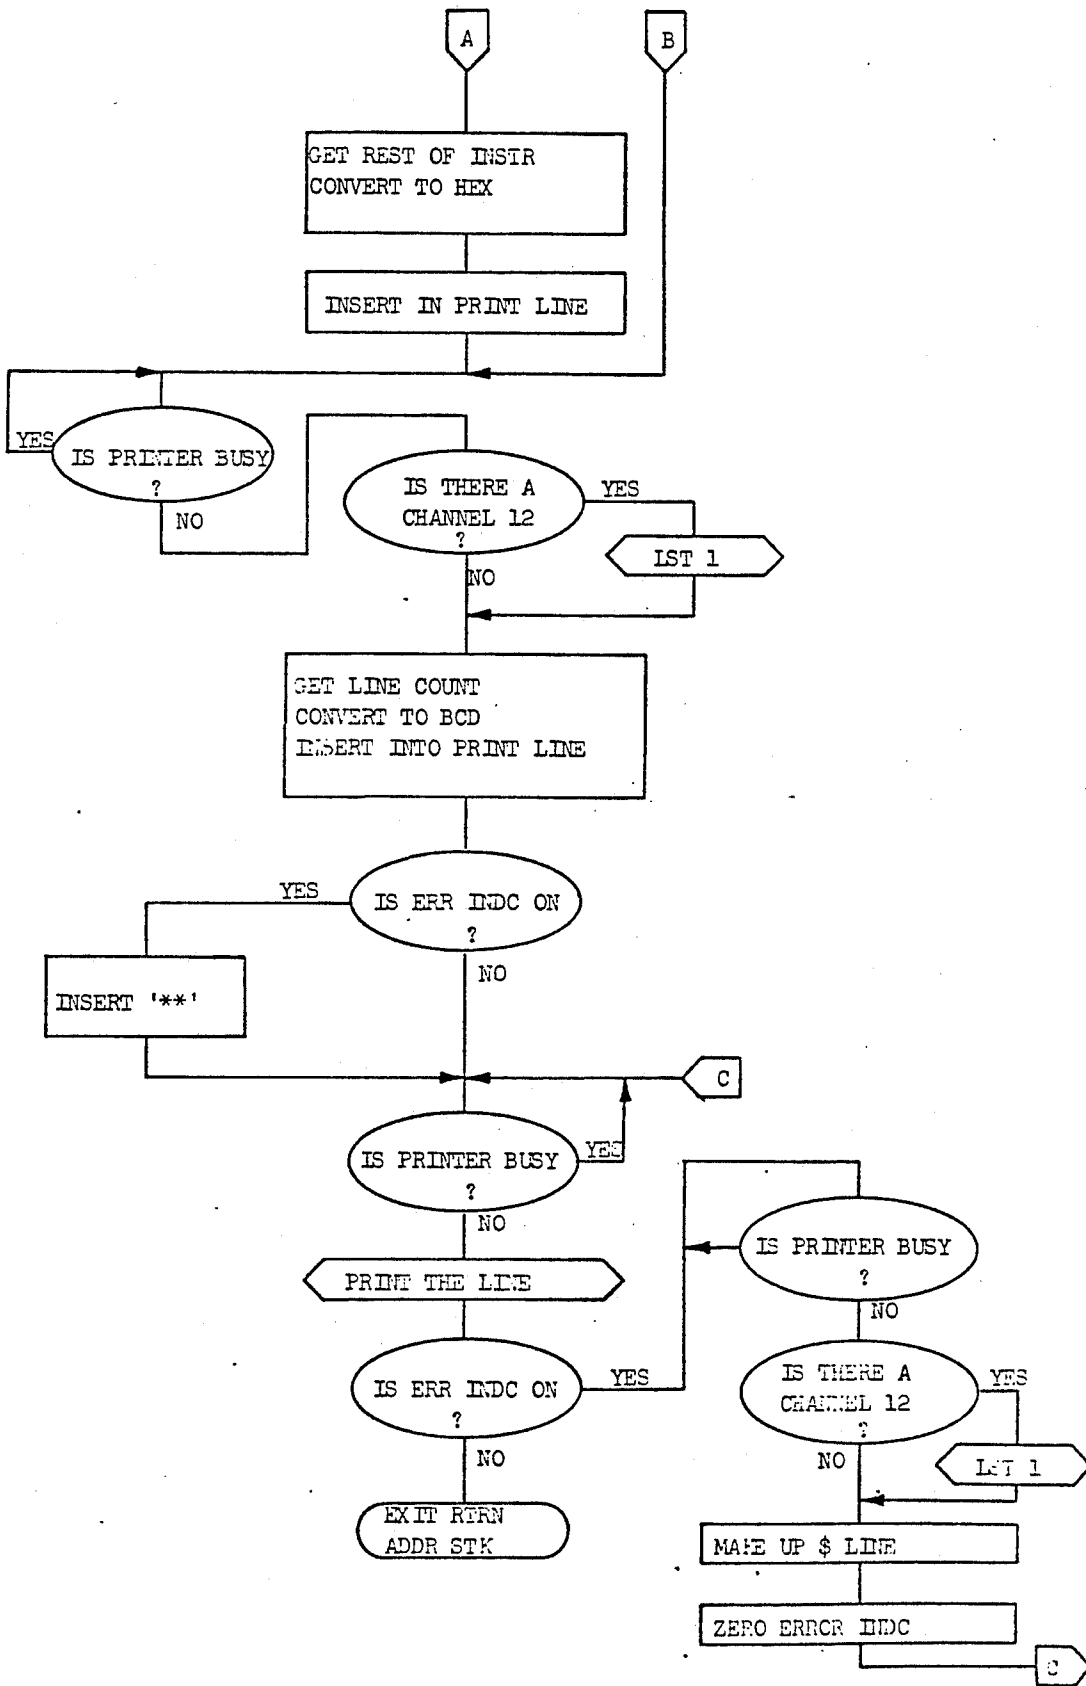 A
B
GET REST OF INSTR
CONVERT TO HEX
INSERT IN PRINT LINE
YES
IS PRINTER BUSY
?
NO
IS THERE A
CHANNEL 12
?
YES
LST 1
NO
GET LINE COUNT
CONVERT TO BCD
INSERT INTO PRINT LINE
YES
IS ERR INDC ON
?
NO
INSERT '**'
C
IS PRINTER BUSY
?
YES
NO
PRINT THE LINE
IS ERR INDC ON
?
YES
NO
EXIT RTRN
ADDR STK
IS PRINTER BUSY
?
NO
IS THERE A
CHANNEL 12
?
YES
NO
LST 1
MAKE UP $ LINE
ZERO ERROR INDC
C